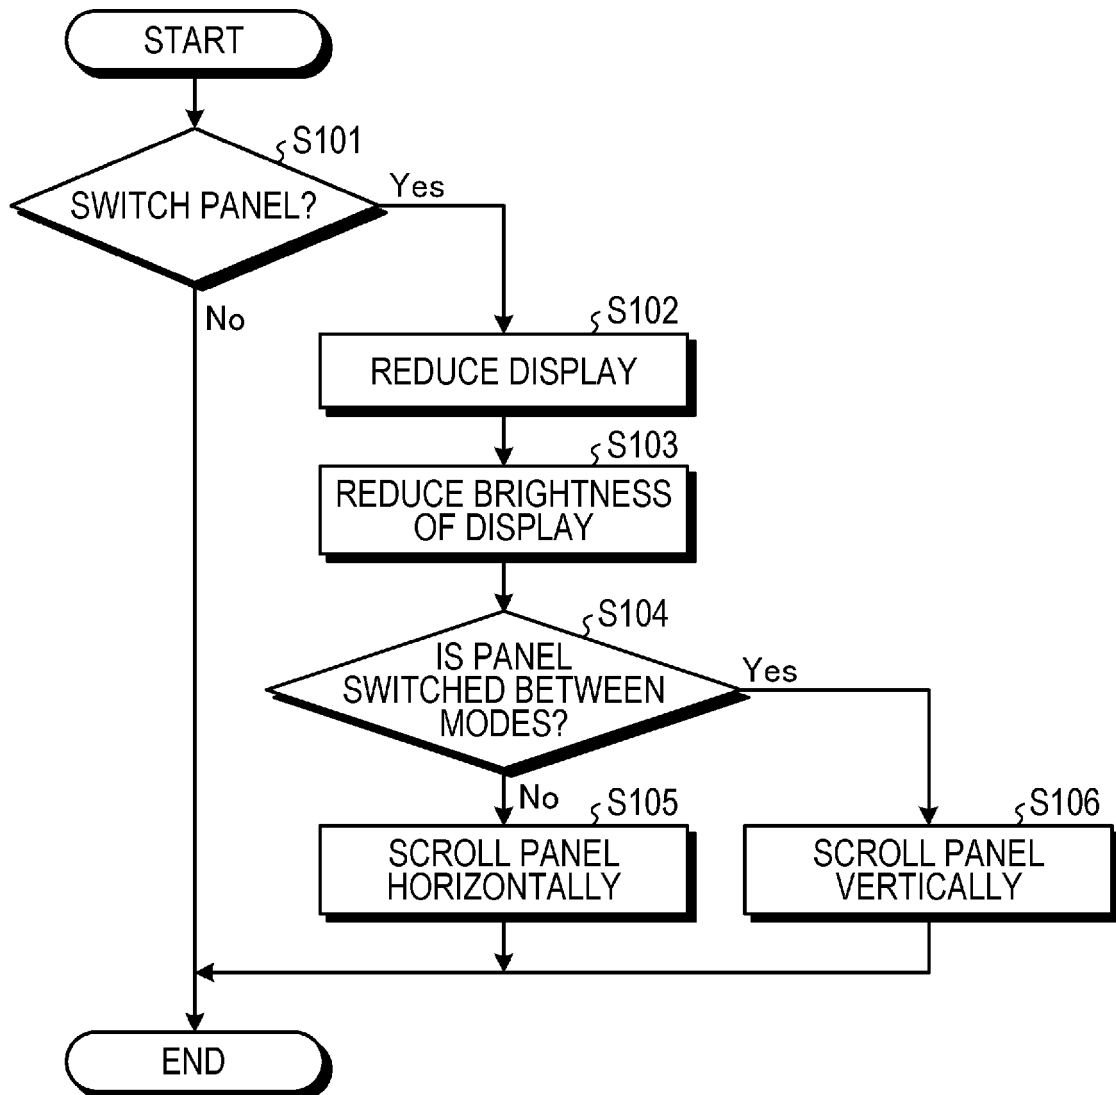 START
S101
SWITCH PANEL?
Yes
No
S102
REDUCE DISPLAY
S103
REDUCE BRIGHTNESS
OF DISPLAY
S104
IS PANEL
SWITCHED BETWEEN
MODES?
Yes
No
S105
SCROLL PANEL
HORIZONTALLY
S106
SCROLL PANEL
VERTICALLY
END